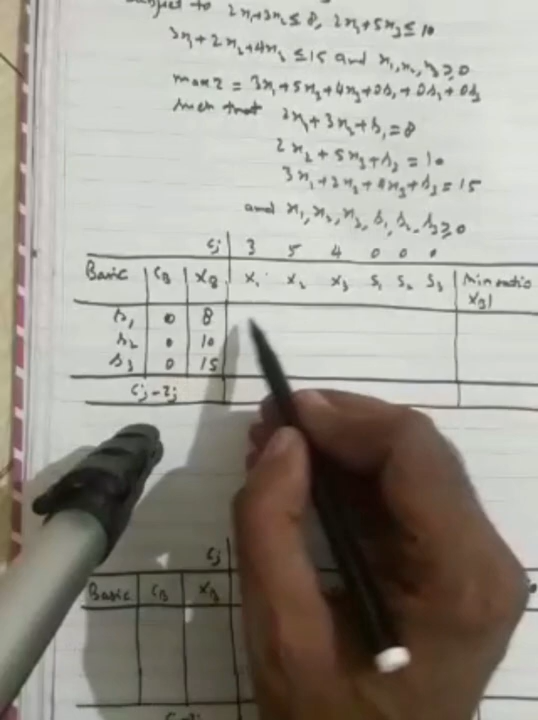 subject to 2x₁+3x₂ ≤ 8, 2x₂+5x₃ ≤ 10
3x₁+2x₂+4x₃ ≤ 15 and x₁,x₂,x₃ ≥ 0
max Z = 3x₁+5x₂+4x₃+0s₁+0s₂+0s₃
such that 2x₁+3x₂+s₁ = 8
2x₂+5x₃+s₂ = 10
3x₁+2x₂+4x₃+s₃ = 15
and x₁, x₂, x₃, s₁, s₂, s₃ ≥ 0
Cj 3 5 4 0 0 0
Basic CB XB X₁ X₂ X₃ S₁ S₂ S₃ Min ratio
XB/
s₁ 0 8
s₂ 0 10
s₃ 0 15
Cj-Zj
Cj
Basic CB XB